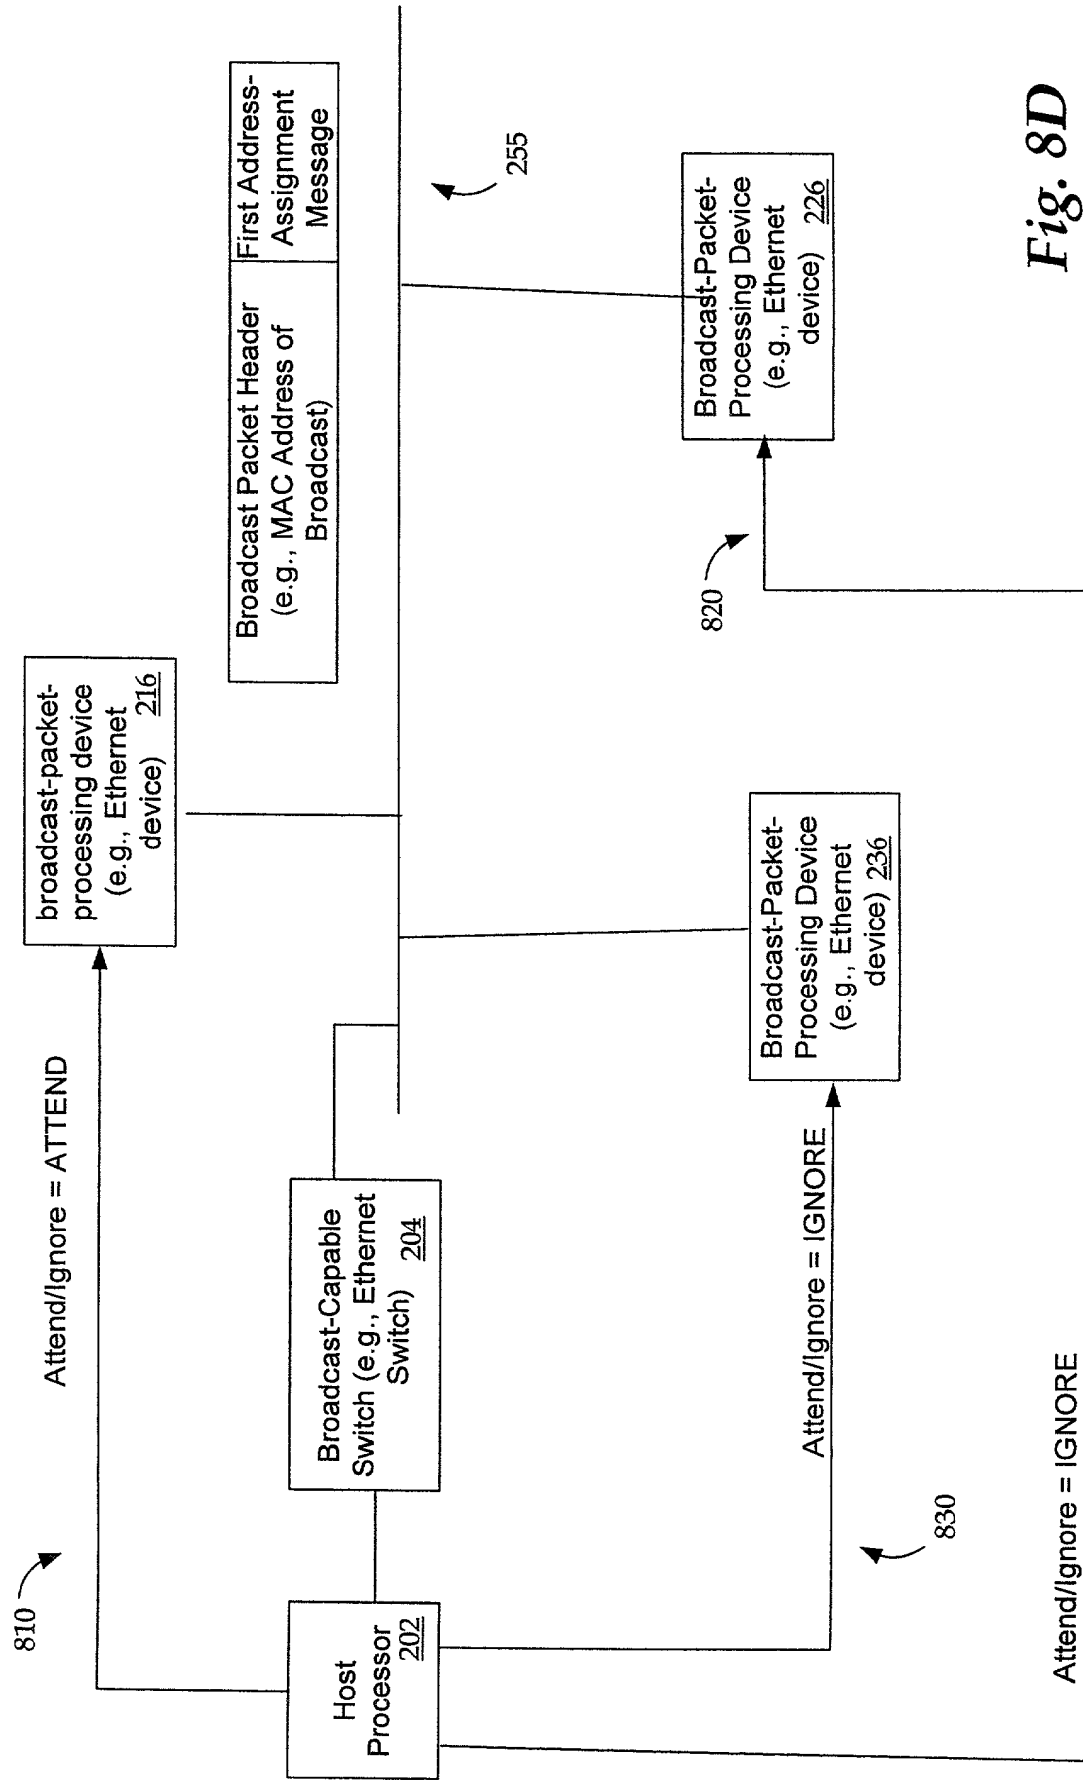 810
Attend/Ignore = ATTEND
broadcast-packet-
processing device
(e.g., Ethernet
device) 216
Host
Processor
202
Broadcast-Capable
Switch (e.g., Ethernet
Switch) 204
Broadcast Packet Header
(e.g., MAC Address of
Broadcast)
First Address-
Assignment
Message
255
830
Attend/Ignore = IGNORE
Broadcast-Packet-
Processing Device
(e.g., Ethernet
device) 236
820
Broadcast-Packet-
Processing Device
(e.g., Ethernet
device) 226
Attend/Ignore = IGNORE
Fig. 8D